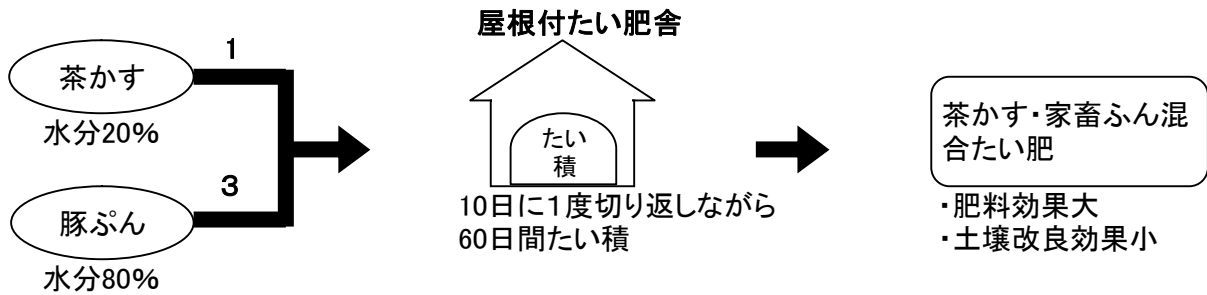 屋根付たい肥舎
茶かす
1
水分20%
豚ぷん
3
水分80%
たい
積
10日に1度切り返しながら
60日間たい積
茶かす・家畜ふん混
合たい肥
・肥料効果大
・土壌改良効果小